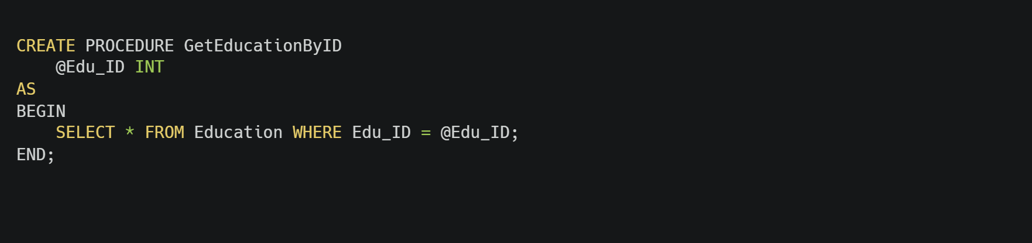 CREATE PROCEDURE GetEducationByID
    @Edu_ID INT
AS
BEGIN
    SELECT * FROM Education WHERE Edu_ID = @Edu_ID;
END;